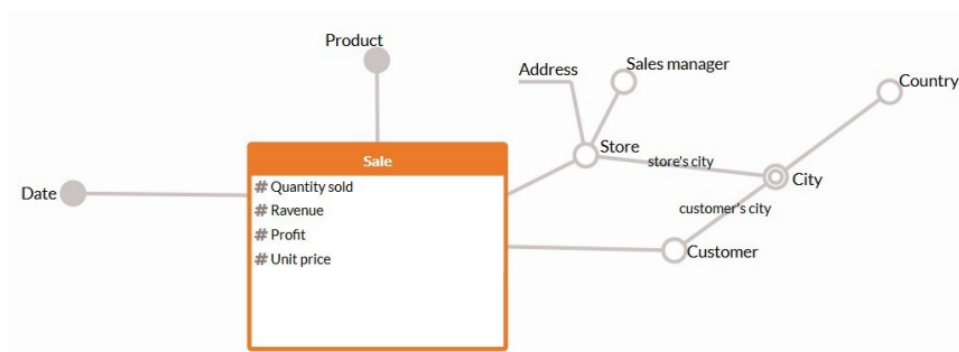 Product
Address
Sales manager
Country
Sale
Store
store's city
City
Date
# Quantity sold
# Ravenue
# Profit
# Unit price
customer's city
Customer